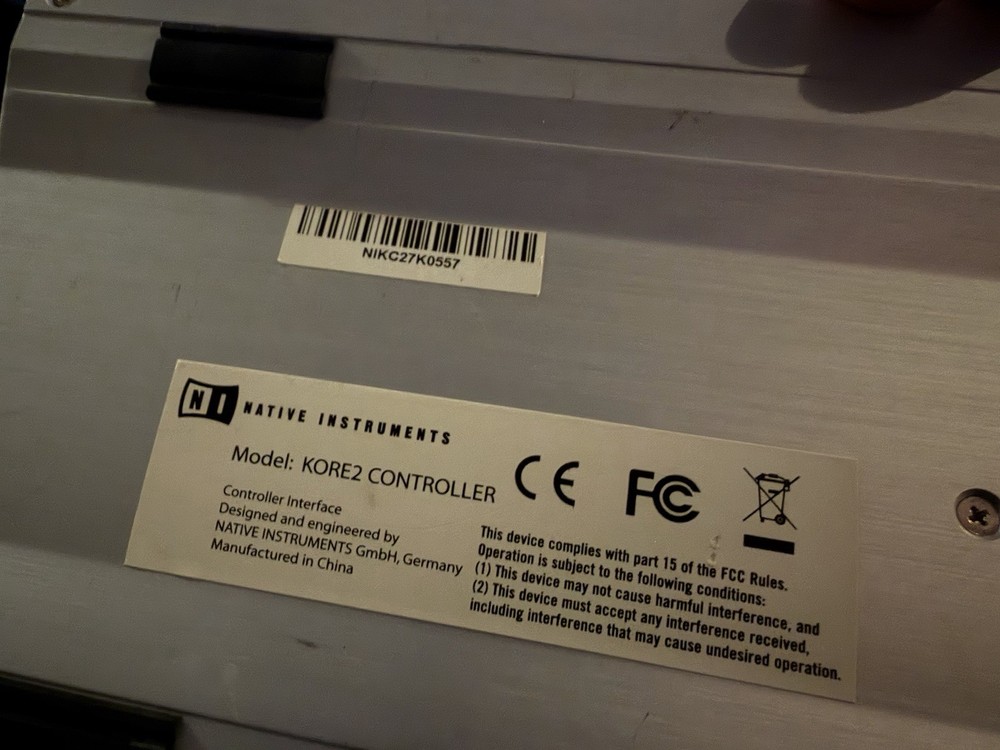 NIKC27K0557
NI NATIVE INSTRUMENTS
Model: KORE2 CONTROLLER
Controller Interface
Designed and engineered by
NATIVE INSTRUMENTS GmbH, Germany
Manufactured in China
CE FC
This device complies with part 15 of the FCC Rules.
Operation is subject to the following conditions:
(1) This device may not cause harmful interference, and
(2) This device must accept any interference received,
including interference that may cause undesired operation.